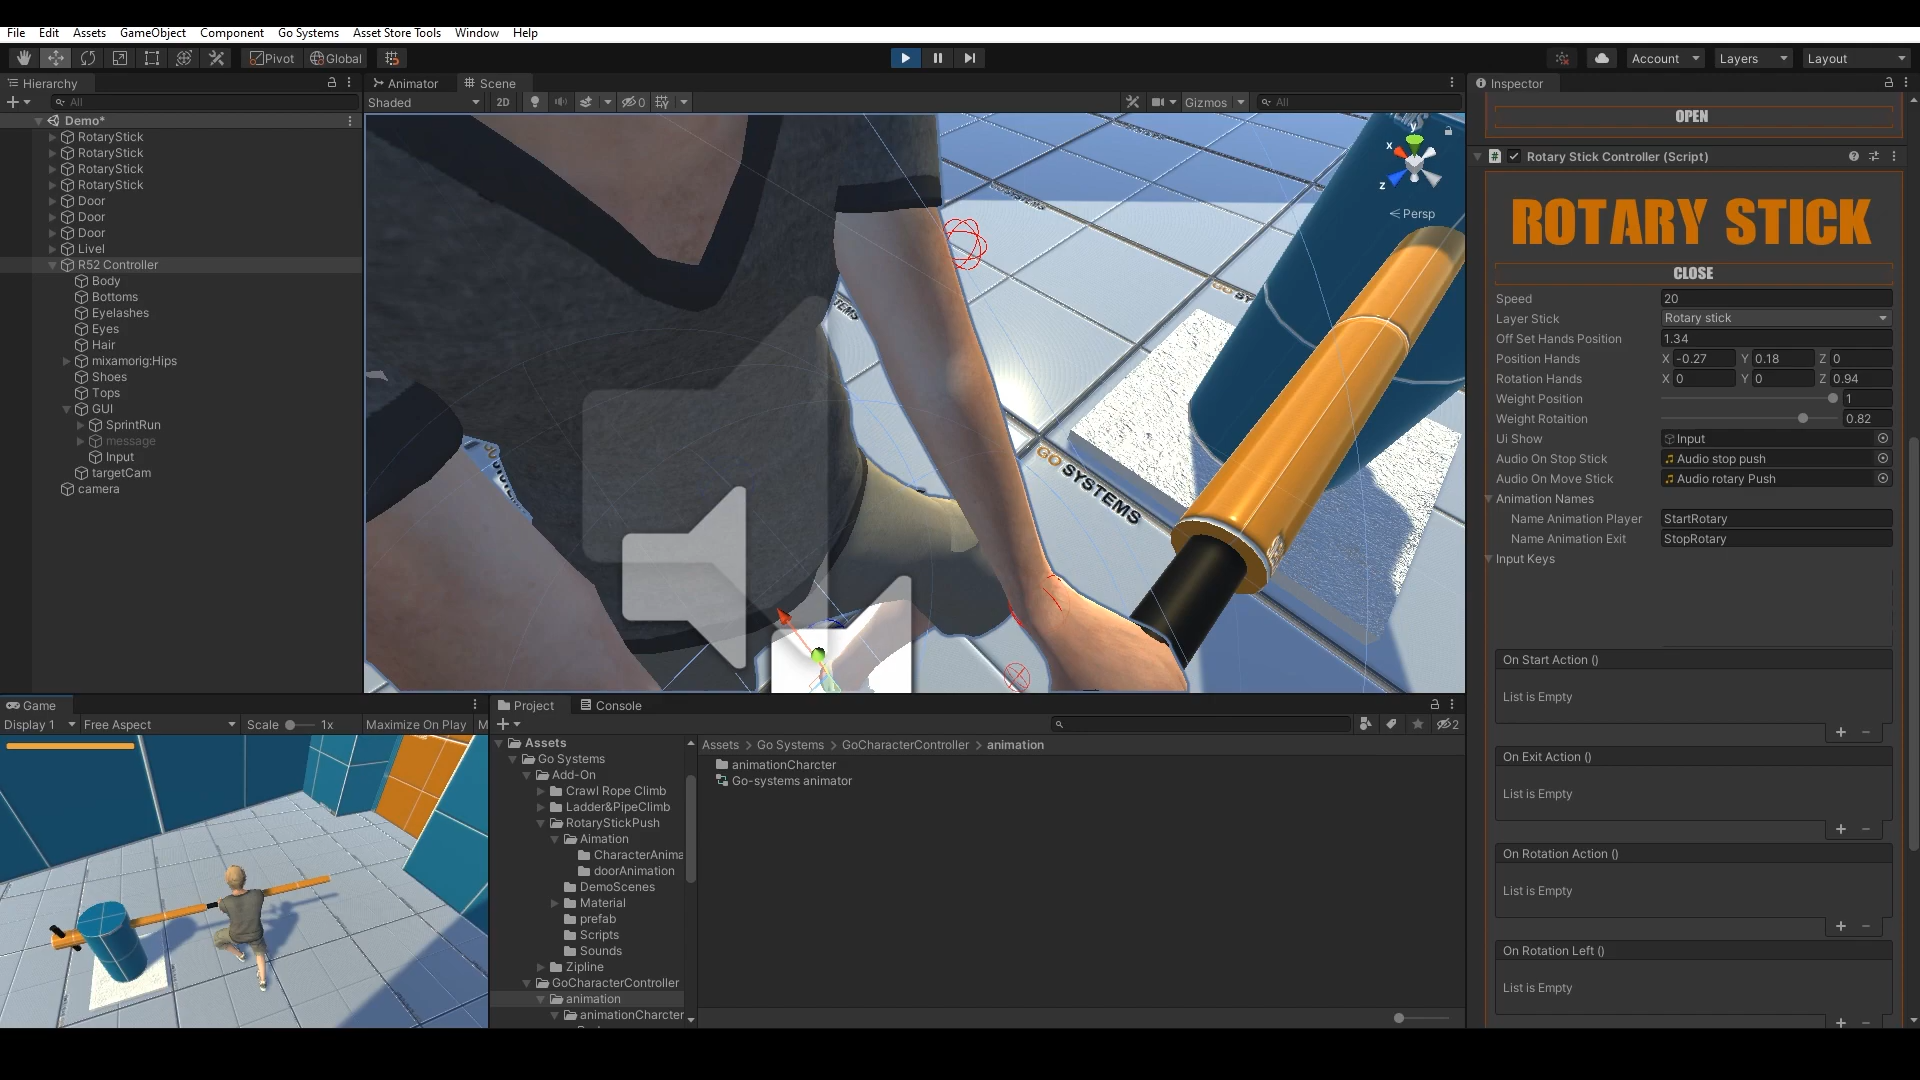 File Edit Assets GameObject Component Go Systems Asset Store Tools Window Help
Pivot Global Account Layers Layout
Hierarchy
All
Demo*
RotaryStick
RotaryStick
RotaryStick
RotaryStick
Door
Door
Door
Livel
R52 Controller
Body
Bottoms
Eyelashes
Eyes
Hair
mixamorig:Hips
Shoes
Tops
GUI
SprintRun
message
Input
targetCam
camera
Animator Scene
Shaded 2D 0 Gizmos All
y
x
z
Persp
GO SYSTEMS
Inspector
OPEN
# Rotary Stick Controller (Script)
ROTARY STICK
CLOSE
Speed 20
Layer Stick Rotary stick
Off Set Hands Position 1.34
Position Hands X -0.27 Y 0.18 Z 0
Rotation Hands X 0 Y 0 Z 0.94
Weight Position 1
Weight Rotaition 0.82
Ui Show Input
Audio On Stop Stick Audio stop push
Audio On Move Stick Audio rotary Push
Animation Names
Name Animation Player StartRotary
Name Animation Exit StopRotary
Input Keys
On Start Action ()
List is Empty
+ −
On Exit Action ()
List is Empty
+ −
On Rotation Action ()
List is Empty
+ −
On Rotation Left ()
List is Empty
+ −
Game
Display 1 Free Aspect Scale 1x Maximize On Play M
Project Console
2
Assets
Go Systems
Add-On
Crawl Rope Climb
Ladder&PipeClimb
RotaryStickPush
Aimation
CharacterAnima
doorAnimation
DemoScenes
Material
prefab
Scripts
Sounds
Zipline
GoCharacterController
animation
animationCharcter
Assets > Go Systems > GoCharacterController > animation
animationCharcter
Go-systems animator